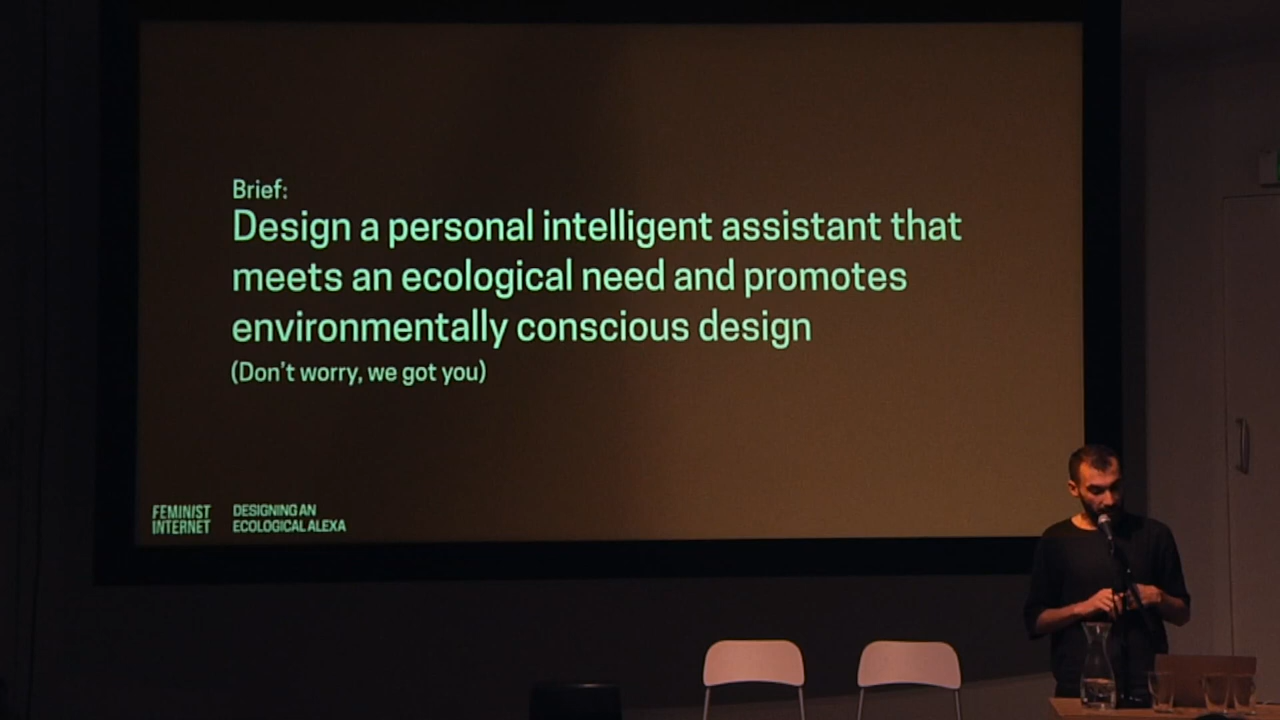 Brief:
Design a personal intelligent assistant that
meets an ecological need and promotes
environmentally conscious design
(Don't worry, we got you)
FEMINIST
INTERNET
DESIGNING AN
ECOLOGICAL ALEXA